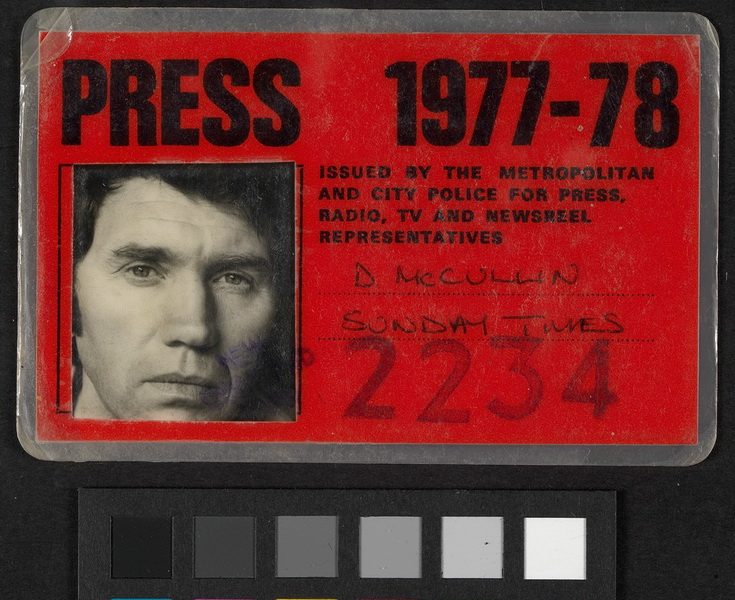 PRESS 1977-78
ISSUED BY THE METROPOLITAN
AND CITY POLICE FOR PRESS,
RADIO, TV AND NEWSREEL
REPRESENTATIVES
D McCULLIN
SUNDAY TIMES
2234